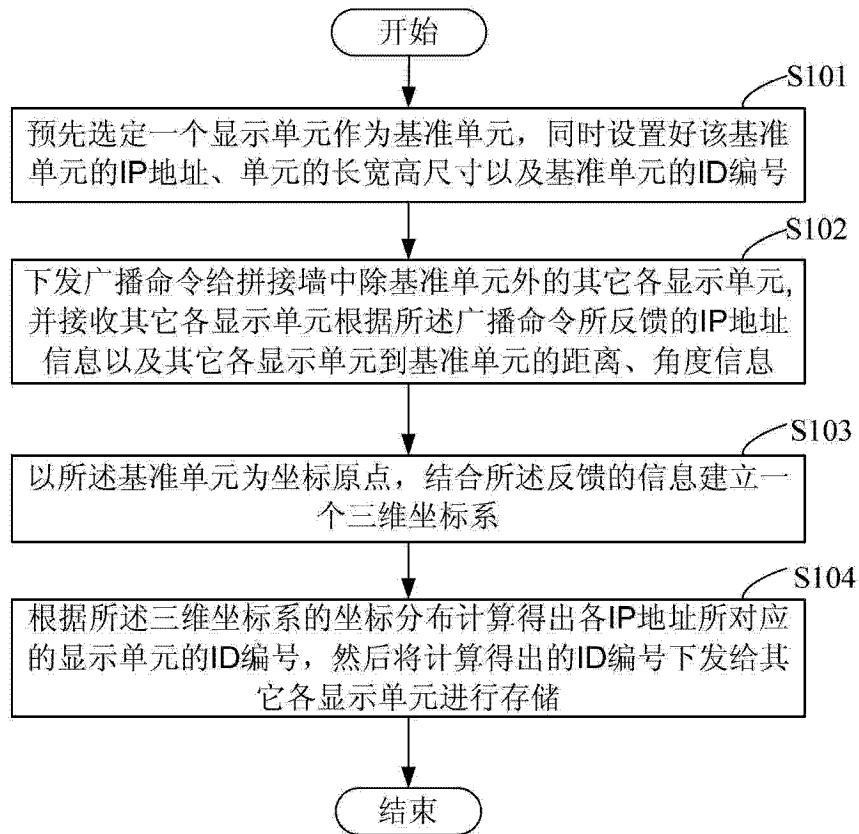 开始
S101
预先选定一个显示单元作为基准单元，同时设置好该基准
单元的IP地址、单元的长宽高尺寸以及基准单元的ID编号
S102
下发广播命令给拼接墙中除基准单元外的其它各显示单元,
并接收其它各显示单元根据所述广播命令所反馈的IP地址
信息以及其它各显示单元到基准单元的距离、角度信息
S103
以所述基准单元为坐标原点，结合所述反馈的信息建立一
个三维坐标系
S104
根据所述三维坐标系的坐标分布计算得出各IP地址所对应
的显示单元的ID编号，然后将计算得出的ID编号下发给其
它各显示单元进行存储
结束